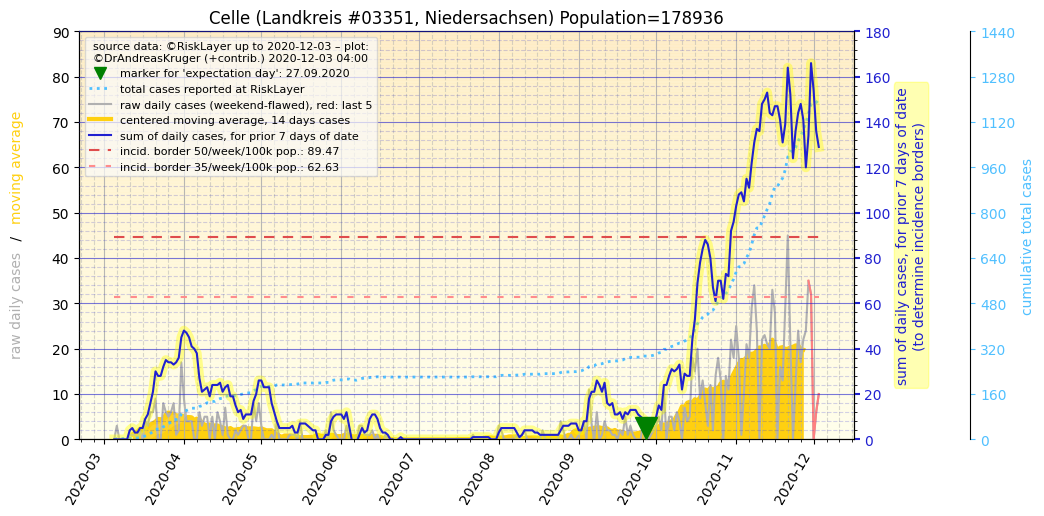 Celle (Landkreis #03351, Niedersachsen) Population=178936
source data: ©RiskLayer up to 2020-12-03 – plot:
©DrAndreasKruger (+contrib.) 2020-12-03 04:00
marker for 'expectation day': 27.09.2020
total cases reported at RiskLayer
raw daily cases (weekend-flawed), red: last 5
centered moving average, 14 days cases
sum of daily cases, for prior 7 days of date
incid. border 50/week/100k pop.: 89.47
incid. border 35/week/100k pop.: 62.63
raw daily cases / moving average
90
80
70
60
50
40
30
20
10
0
180
160
140
120
100
80
60
40
20
0
sum of daily cases, for prior 7 days of date
(to determine incidence borders)
1440
1280
1120
960
800
640
480
320
160
0
cumulative total cases
2020-03
2020-04
2020-05
2020-06
2020-07
2020-08
2020-09
2020-10
2020-11
2020-12